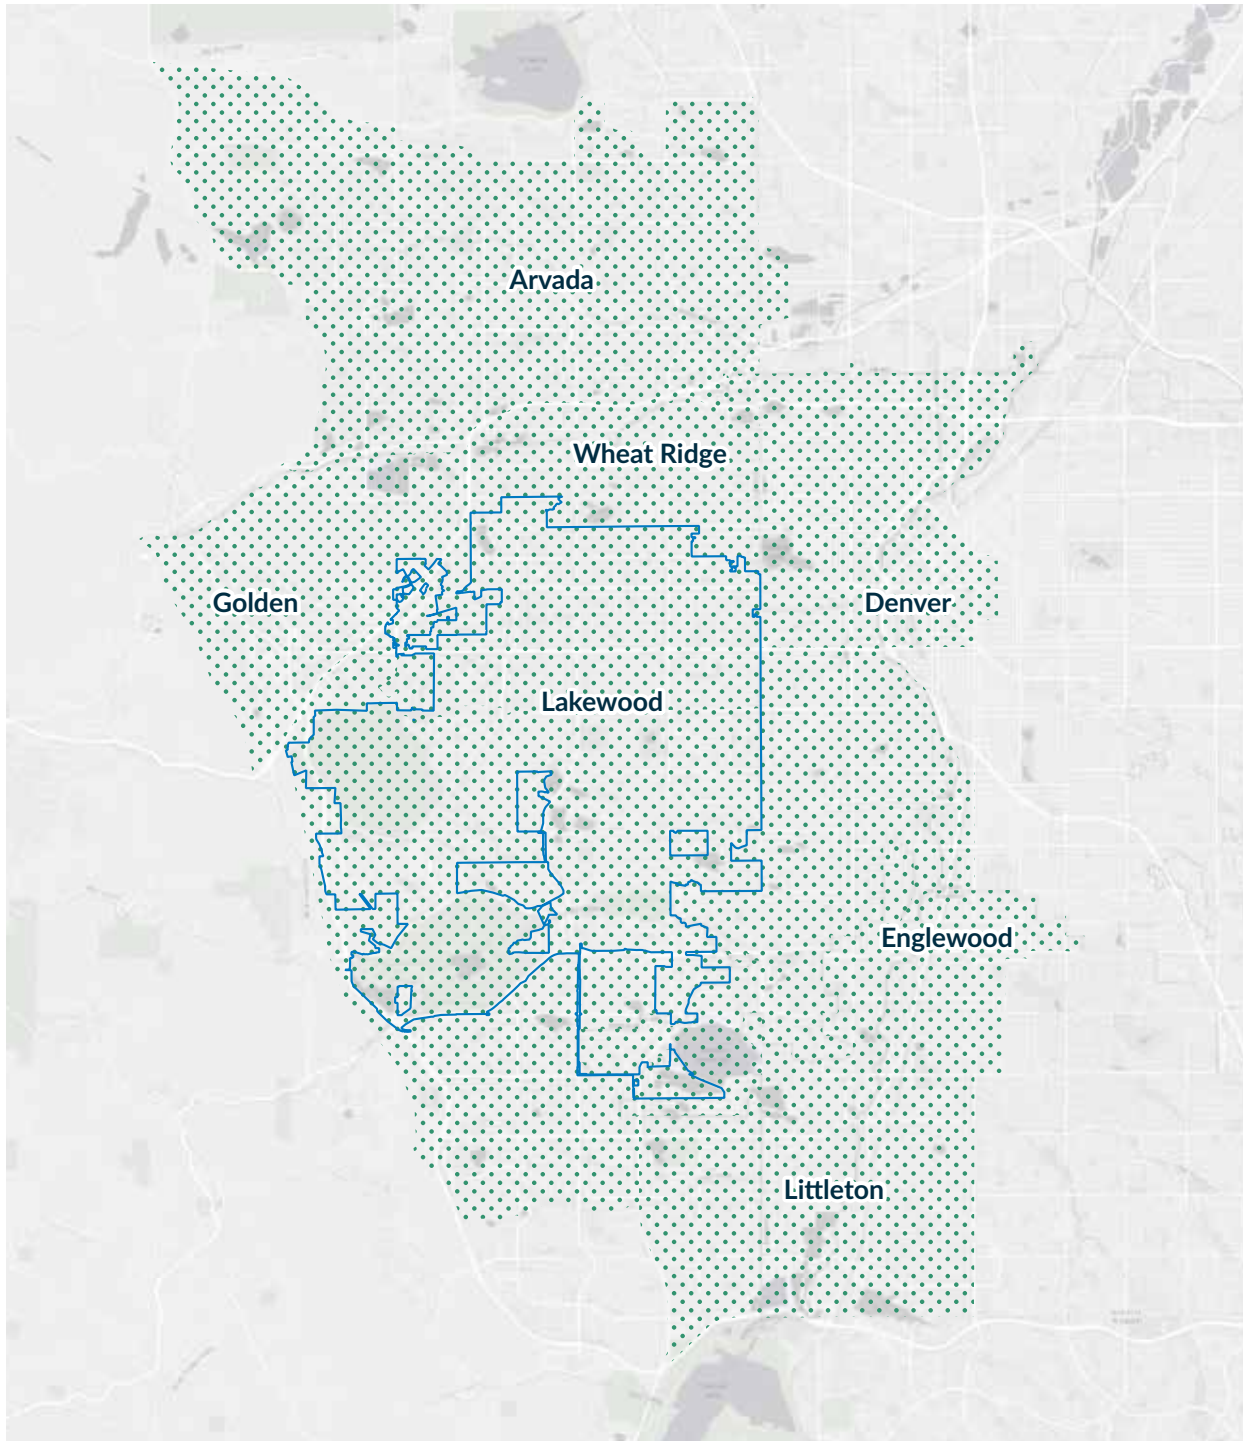 Arvada
Wheat Ridge
Golden
Denver
Lakewood
Englewood
Littleton